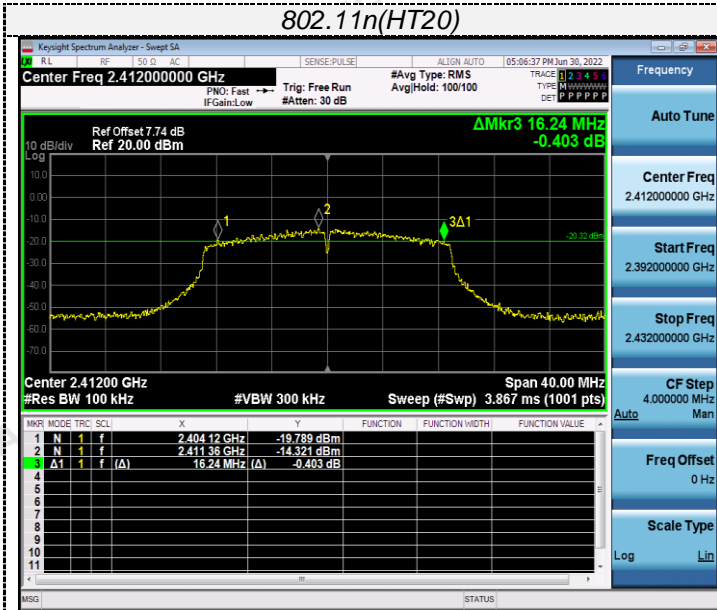 802.11n(HT20)
Keysight Spectrum Analyzer - Swept SA
RL RF 50 Ω AC SENSE:PULSE ALIGN AUTO 05:06:37 PM Jun 30, 2022
Center Freq 2.412000000 GHz
PNO: Fast
IFGain:Low
Trig: Free Run
#Atten: 30 dB
#Avg Type: RMS
Avg|Hold: 100/100
TRACE 1 2 3 4 5 6
TYPE M WWWWW
DET P P P P P P
Frequency
Auto Tune
Center Freq
2.412000000 GHz
Start Freq
2.392000000 GHz
Stop Freq
2.432000000 GHz
CF Step
4.000000 MHz
Auto Man
Freq Offset
0 Hz
Scale Type
Log Lin
ΔMkr3 16.24 MHz
-0.403 dB
Ref Offset 7.74 dB
10 dB/div Ref 20.00 dBm
Log
10.0
0.00
-10.0
-20.0
-30.0
-40.0
-50.0
-60.0
-70.0
1
2
3Δ1
-20.32 dBm
Center 2.41200 GHz Span 40.00 MHz
#Res BW 100 kHz #VBW 300 kHz Sweep (#Swp) 3.867 ms (1001 pts)
MKR MODE TRC SCL X Y FUNCTION FUNCTION WIDTH FUNCTION VALUE
1 N 1 f 2.404 12 GHz -19.789 dBm
2 N 1 f 2.411 36 GHz -14.321 dBm
3 Δ1 1 f (Δ) 16.24 MHz (Δ) -0.403 dB
4
5
6
7
8
9
10
11
MSG STATUS